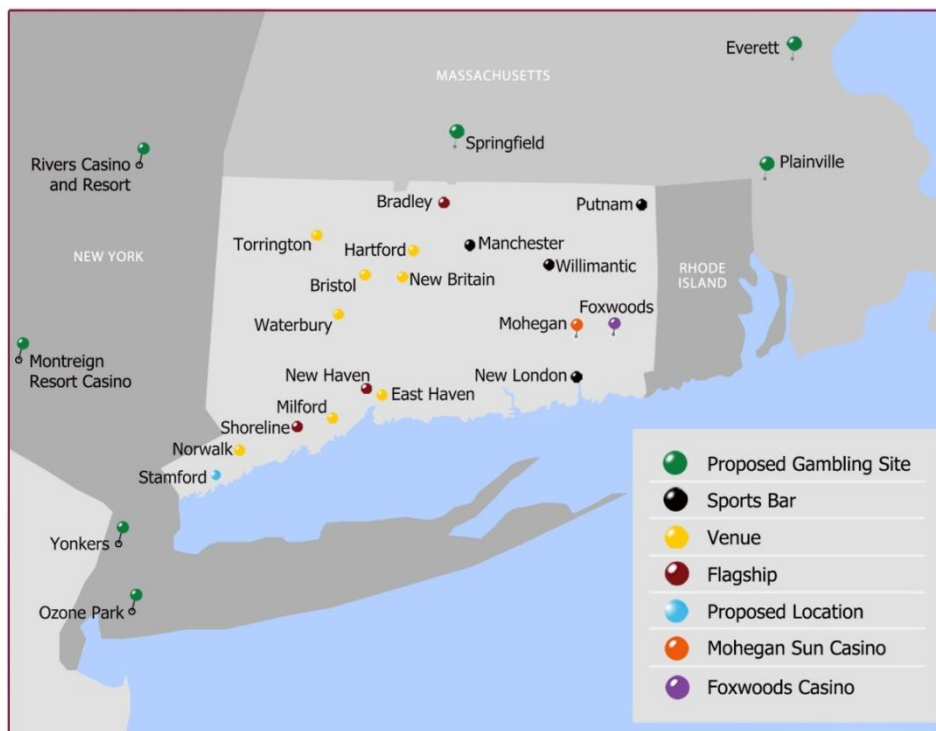 Everett
MASSACHUSETTS
Springfield
Plainville
Rivers Casino
and Resort
Bradley
Putnam
Torrington
Hartford
Manchester
NEW YORK
Willimantic
RHODE
ISLAND
Bristol
New Britain
Waterbury
Mohegan
Foxwoods
Montreign
Resort Casino
New Haven
New London
East Haven
Milford
Shoreline
Norwalk
Stamford
Yonkers
Ozone Park
Proposed Gambling Site
Sports Bar
Venue
Flagship
Proposed Location
Mohegan Sun Casino
Foxwoods Casino